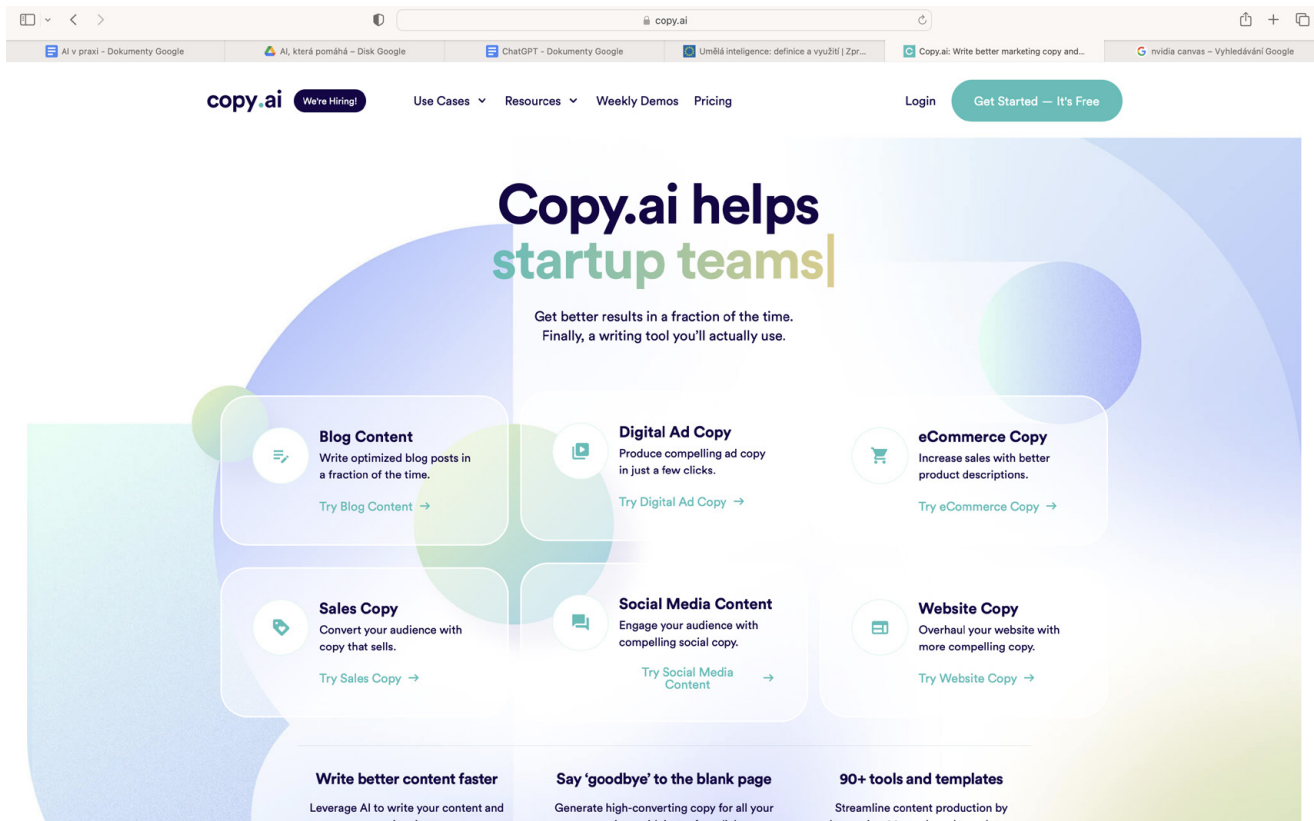 copy.ai
AI v praxi - Dokumenty Google
AI, která pomáhá – Disk Google
ChatGPT - Dokumenty Google
Umělá inteligence: definice a využití | Zpr...
Copy.ai: Write better marketing copy and...
nvidia canvas – Vyhledávání Google
copy.ai
We're Hiring!
Use Cases
Resources
Weekly Demos
Pricing
Login
Get Started — It's Free
Copy.ai helps
startup teams
Get better results in a fraction of the time.
Finally, a writing tool you'll actually use.
Blog Content
Write optimized blog posts in
a fraction of the time.
Try Blog Content →
Digital Ad Copy
Produce compelling ad copy
in just a few clicks.
Try Digital Ad Copy →
eCommerce Copy
Increase sales with better
product descriptions.
Try eCommerce Copy →
Sales Copy
Convert your audience with
copy that sells.
Try Sales Copy →
Social Media Content
Engage your audience with
compelling social copy.
Try Social Media
Content →
Website Copy
Overhaul your website with
more compelling copy.
Try Website Copy →
Write better content faster
Leverage AI to write your content and
Say 'goodbye' to the blank page
Generate high-converting copy for all your
90+ tools and templates
Streamline content production by